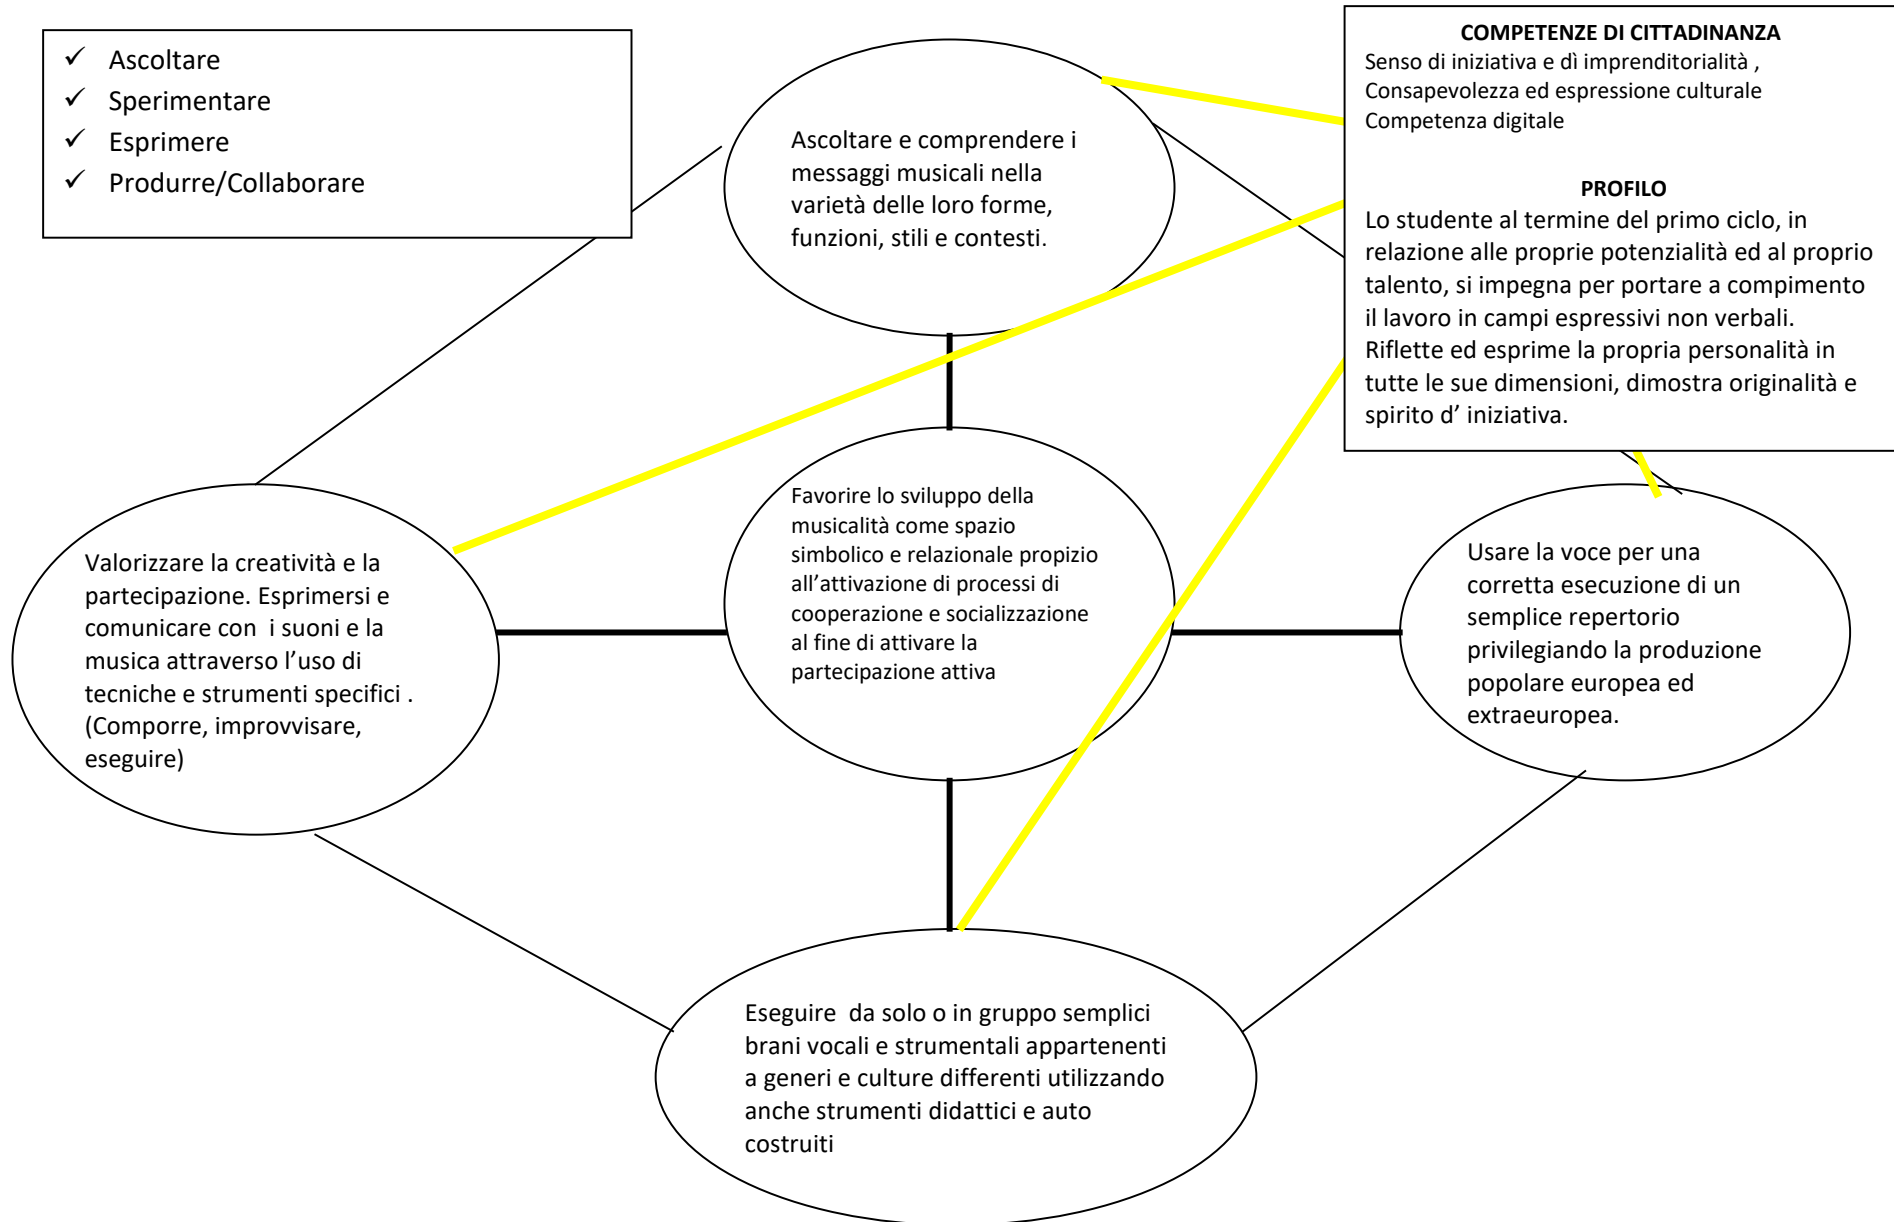 ✓ Ascoltare
✓ Sperimentare
✓ Esprimere
✓ Produrre/Collaborare
Ascoltare e comprendere i
messaggi musicali nella
varietà delle loro forme,
funzioni, stili e contesti.
COMPETENZE DI CITTADINANZA
Senso di iniziativa e dì imprenditorialità ,
Consapevolezza ed espressione culturale
Competenza digitale
PROFILO
Lo studente al termine del primo ciclo, in
relazione alle proprie potenzialità ed al proprio
talento, si impegna per portare a compimento
il lavoro in campi espressivi non verbali.
Riflette ed esprime la propria personalità in
tutte le sue dimensioni, dimostra originalità e
spirito d’ iniziativa.
Valorizzare la creatività e la
partecipazione. Esprimersi e
comunicare con  i suoni e la
musica attraverso l’uso di
tecniche e strumenti specifici .
(Comporre, improvvisare,
eseguire)
Favorire lo sviluppo della
musicalità come spazio
simbolico e relazionale propizio
all’attivazione di processi di
cooperazione e socializzazione
al fine di attivare la
partecipazione attiva
Usare la voce per una
corretta esecuzione di un
semplice repertorio
privilegiando la produzione
popolare europea ed
extraeuropea.
Eseguire  da solo o in gruppo semplici
brani vocali e strumentali appartenenti
a generi e culture differenti utilizzando
anche strumenti didattici e auto
costruiti